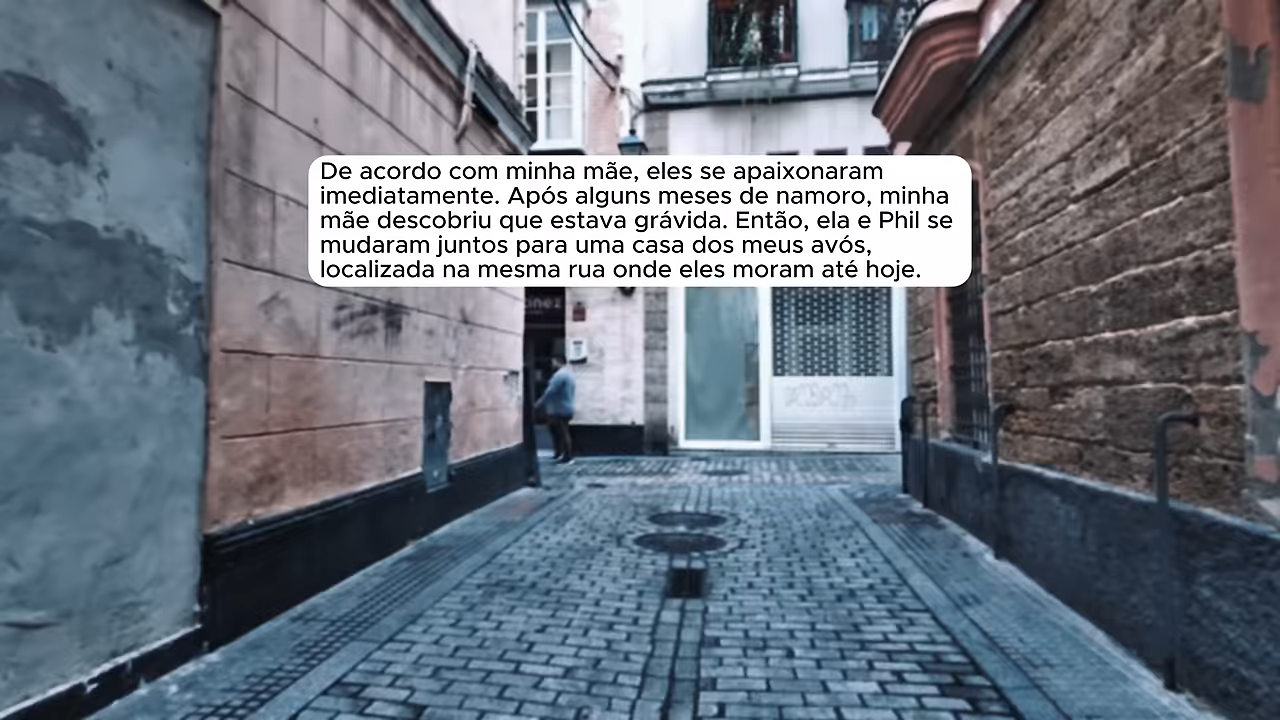 De acordo com minha mãe, eles se apaixonaram
imediatamente. Após alguns meses de namoro, minha
mãe descobriu que estava grávida. Então, ela e Phil se
mudaram juntos para uma casa dos meus avós,
localizada na mesma rua onde eles moram até hoje.